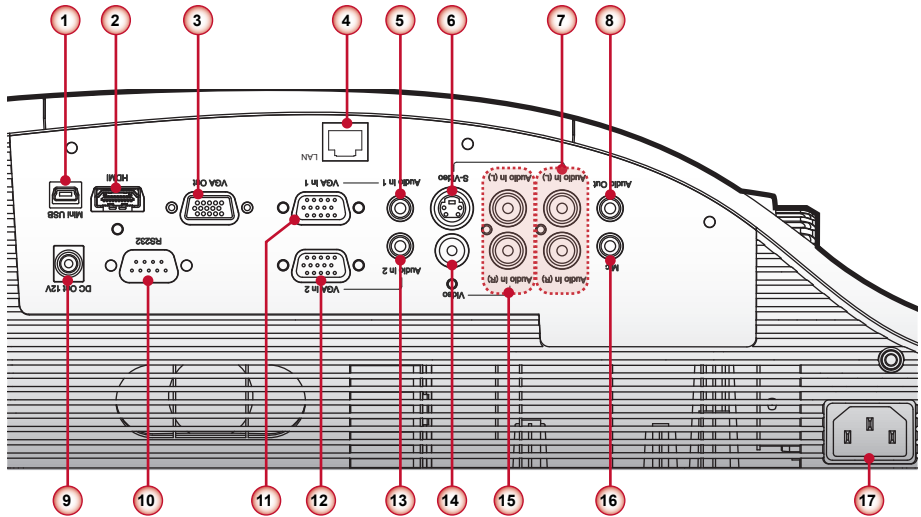 1 2 3 4 5 6 7 8
LAN
Mini USB
HDMI
VGA Out
VGA In 1
Audio In 1
S-Video
Audio In (L)
Audio In (L)
Audio Out
DC Out 12V
RS232
VGA In 2
Audio In 2
Video
Audio In (R)
Audio In (R)
Mic
9 10 11 12 13 14 15 16 17